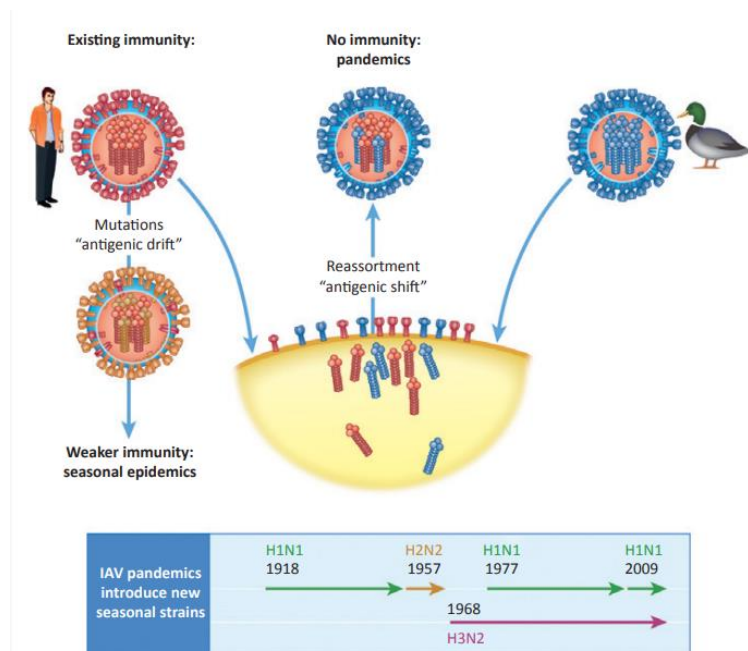 Existing immunity:
No immunity:
pandemics
Mutations
“antigenic drift”
Reassortment
“antigenic shift”
Weaker immunity:
seasonal epidemics
IAV pandemics
introduce new
seasonal strains
H1N1
1918
H2N2
1957
H1N1
1977
H1N1
2009
1968
H3N2